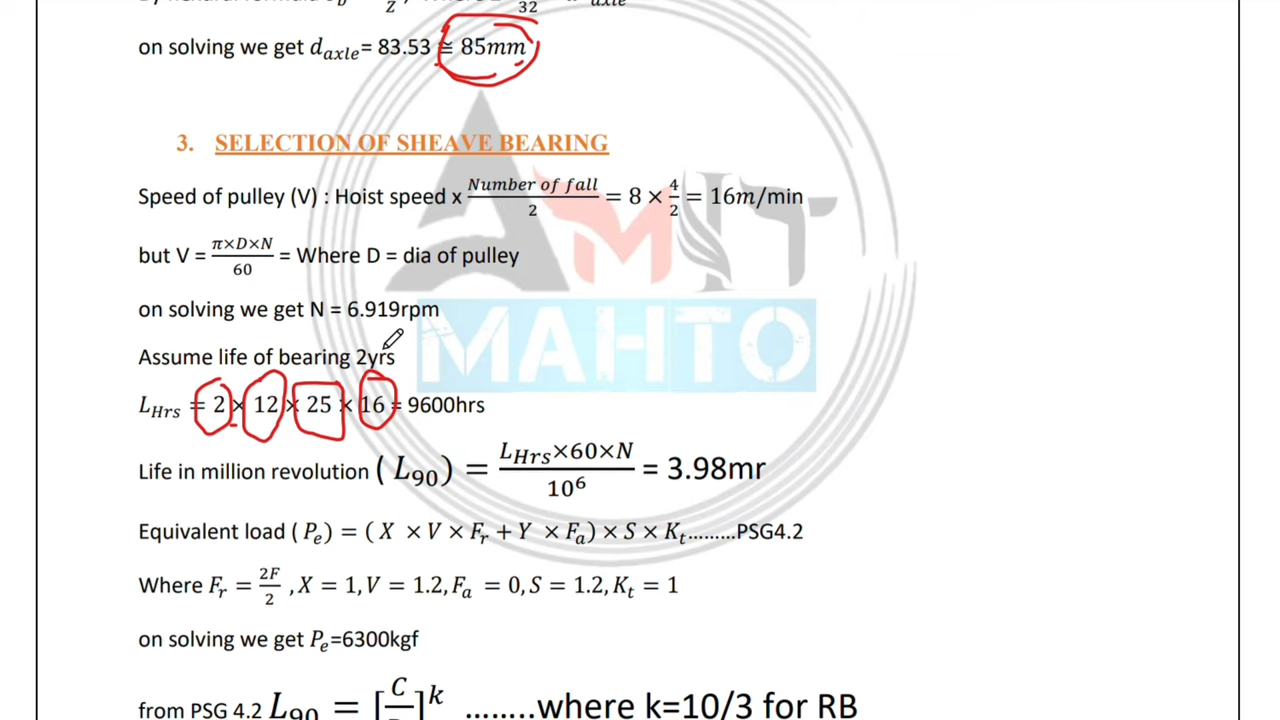 on solving we get d_axle = 83.53 ≅ 85mm
3. SELECTION OF SHEAVE BEARING
Speed of pulley (V) : Hoist speed x Number of fall / 2 = 8 × 4/2 = 16m/min
but V = π×D×N / 60 = Where D = dia of pulley
on solving we get N = 6.919rpm
Assume life of bearing 2yrs
L_Hrs = 2 × 12 × 25 × 16 = 9600hrs
Life in million revolution ( L_90 ) = L_Hrs×60×N / 10^6 = 3.98mr
Equivalent load ( P_e ) = ( X × V × F_r + Y × F_a ) × S × K_t.........PSG4.2
Where F_r = 2F/2 , X = 1, V = 1.2, F_a = 0, S = 1.2, K_t = 1
on solving we get P_e=6300kgf
from PSG 4.2 L_90 = [C ]^k ........where k=10/3 for RB
AMIT
MAHTO